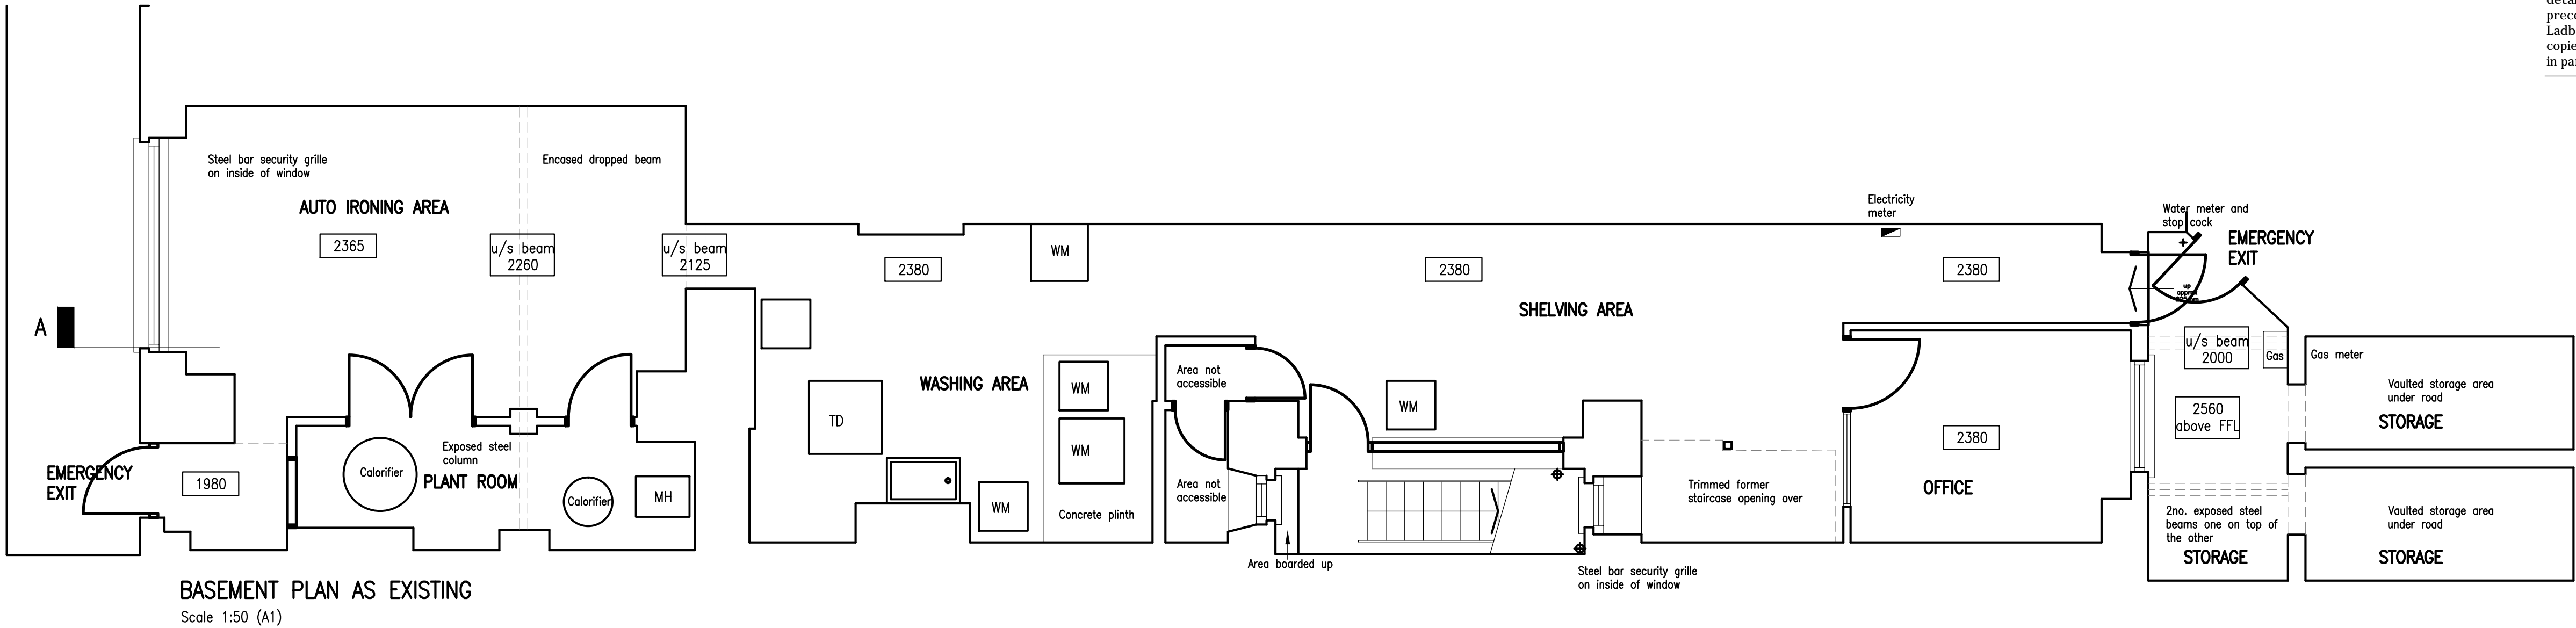 in par
Steel bar security grille
on inside of window
Encased dropped beam
AUTO IRONING AREA
2365
u/s beam
2260
u/s beam
2125
A
EMERGENCY
EXIT
1980
Calorifier
Exposed steel
column
PLANT ROOM
Calorifier
MH
2380
WM
TD
WASHING AREA
WM
WM
WM
Concrete plinth
Area not
accessible
Area not
accessible
Area boarded up
2380
SHELVING AREA
WM
Steel bar security grille
on inside of window
Trimmed former
staircase opening over
Electricity
meter
2380
2380
OFFICE
Water meter and
stop cock
EMERGENCY
EXIT
up
approx
u/s beam
2000
Gas
Gas meter
2560
above FFL
Vaulted storage area
under road
STORAGE
2no. exposed steel
beams one on top of
the other
STORAGE
Vaulted storage area
under road
STORAGE
BASEMENT PLAN AS EXISTING
Scale 1:50 (A1)